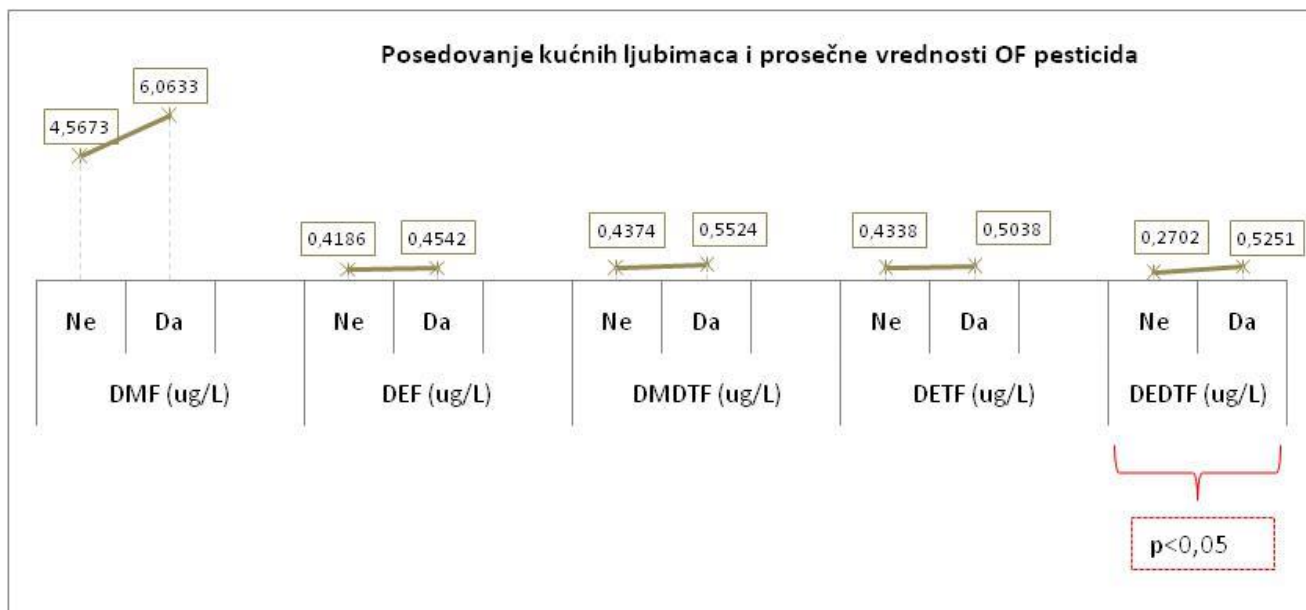 Posedovanje kućnih ljubimaca i prosečne vrednosti OF pesticida
4,5673
6,0633
0,4186
0,4542
0,4374
0,5524
0,4338
0,5038
0,2702
0,5251
Ne Da Ne Da Ne Da Ne Da Ne Da
DMF (ug/L) DEF (ug/L) DMDTF (ug/L) DETF (ug/L) DEDTF (ug/L)
p<0,05